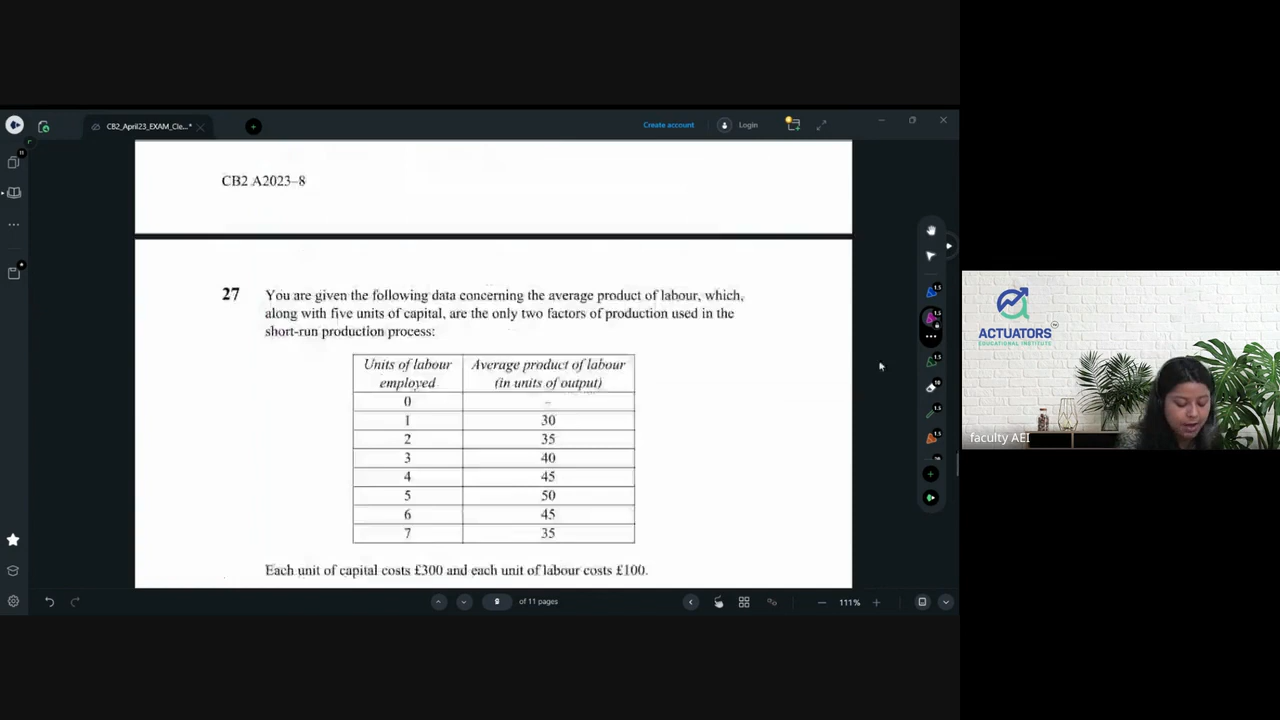 CB2_April23_EXAM_Cle...*
Create account
Login
CB2 A2023–8
27 You are given the following data concerning the average product of labour, which,
along with five units of capital, are the only two factors of production used in the
short-run production process:
Units of labour employed
Average product of labour (in units of output)
0 –
1 30
2 35
3 40
4 45
5 50
6 45
7 35
Each unit of capital costs £300 and each unit of labour costs £100.
9 of 11 pages
111%
ACTUATORS
EDUCATIONAL INSTITUTE
faculty AEI